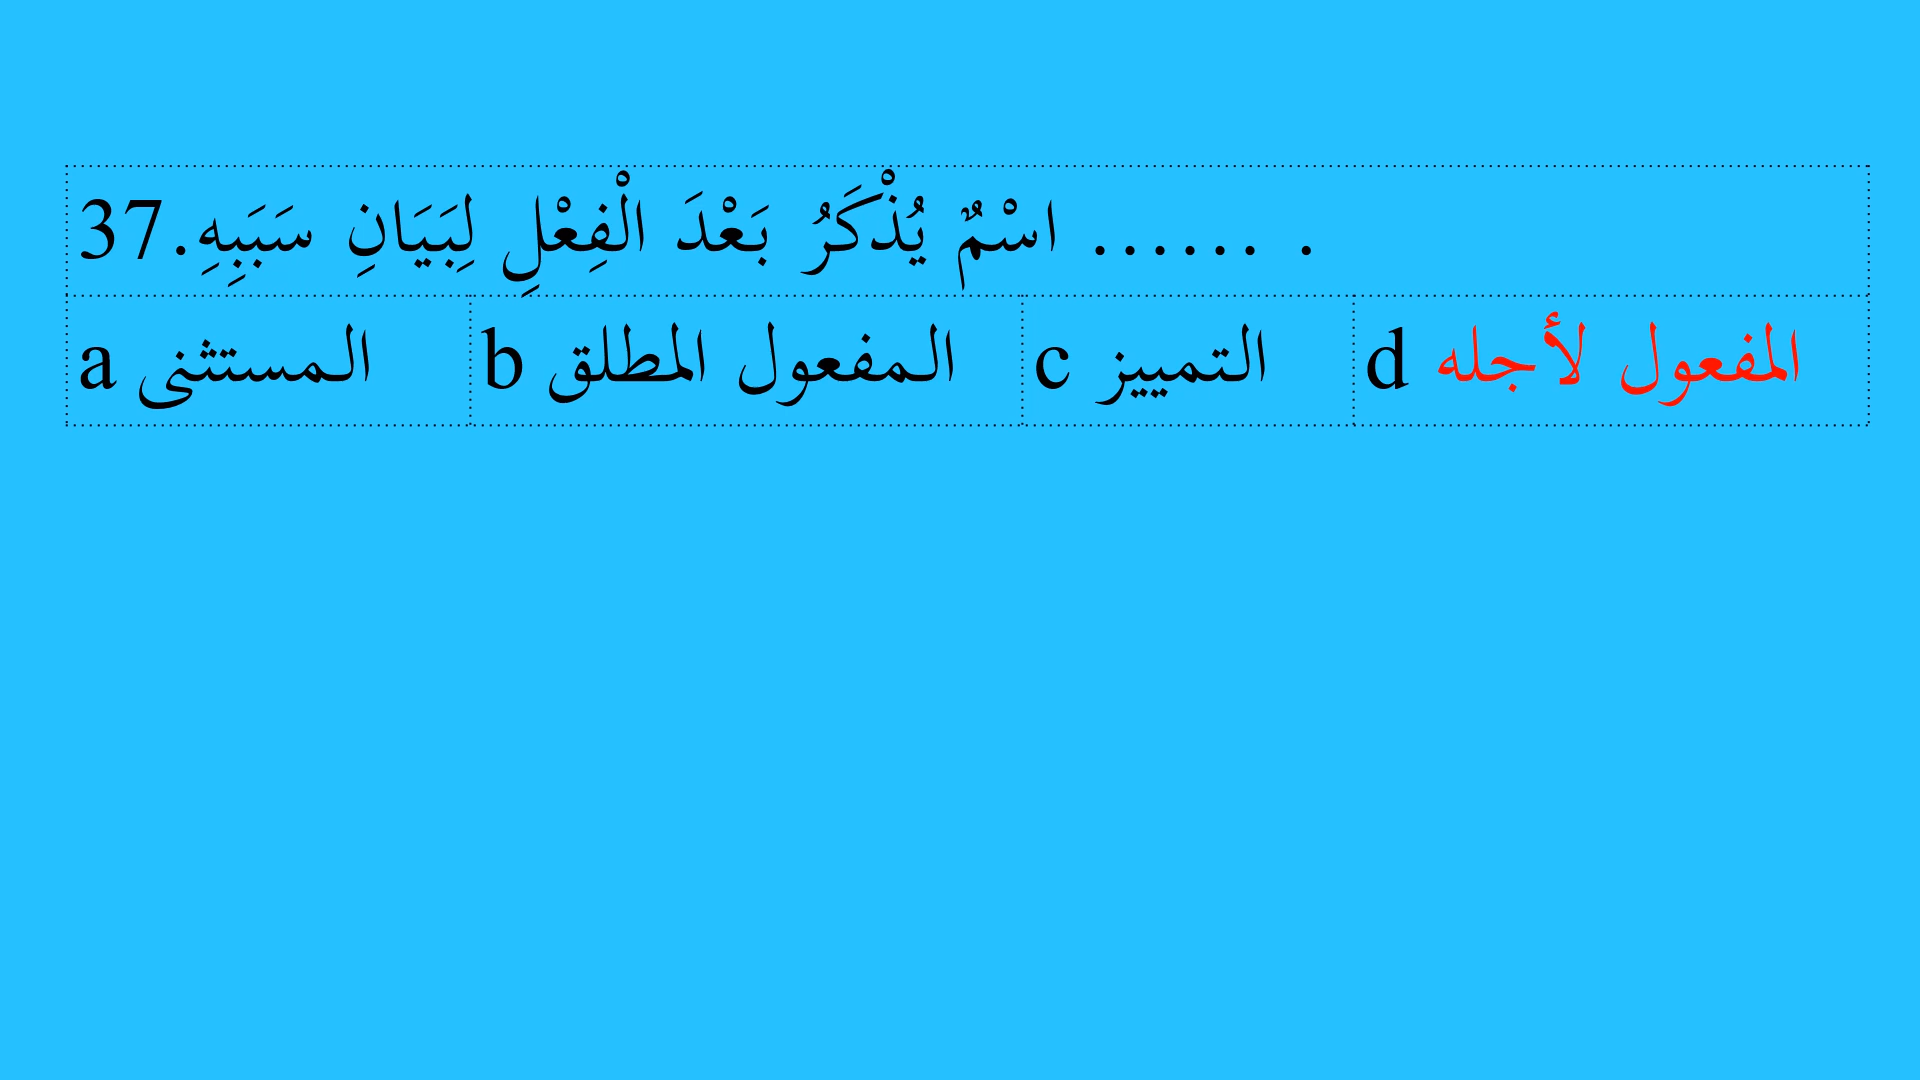 37. ...... اسْمٌ يُذْكَرُ بَعْدَ الْفِعْلِ لِبَيَانِ سَبَبِهِ.
a المستثنى b المفعول المطلق c التمييز d المفعول لأجله